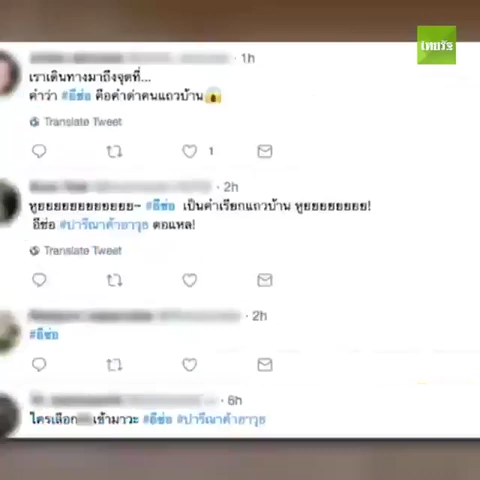 ไทยรัฐ
· 1h
เราเดินทางมาถึงจุดที่...
คำว่า #อีช่อ คือคำด่าคนแถวบ้าน😱
Translate Tweet
1
· 2h
หูยยยยยยยยยยยย~ #อีช่อ เป็นคำเรียกแถวบ้าน หูยยยยยยยย!
อีช่อ #ปารีณาค้าอาวุธ ตอแหล!
Translate Tweet
· 2h
#อีช่อ
· 6h
ใครเลือก เข้ามาวะ #อีช่อ #ปารีณาค้าอาวุธ